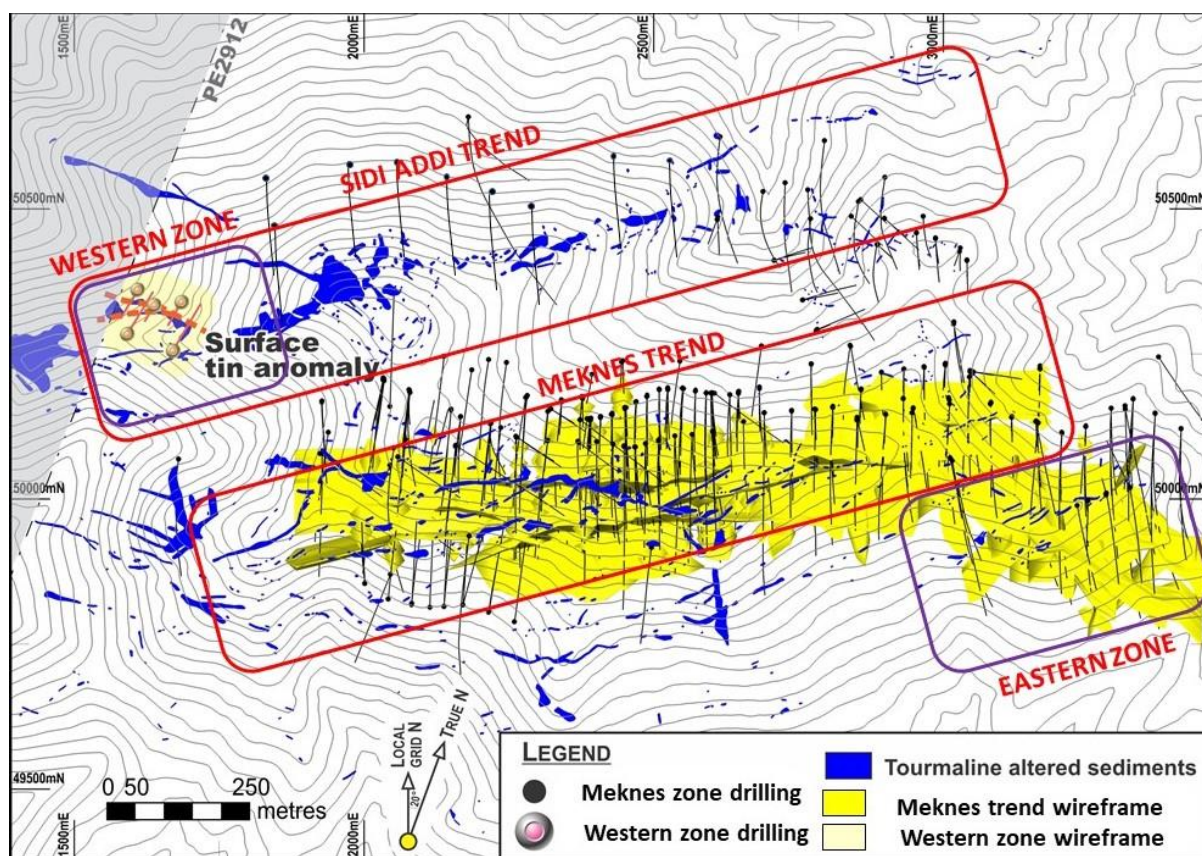 1500mE
2000mE
2500mE
3000mE
PE2912
SIDI ADDI TREND
50500mN
50500mN
WESTERN ZONE
Surface
tin anomaly
MEKNES TREND
50000mN
50000mN
EASTERN ZONE
LOCAL
GRID N
TRUE N
20°
49500mN
0 50 250
metres
1500mE
2000mE
LEGEND
Meknes zone drilling
Western zone drilling
Tourmaline altered sediments
Meknes trend wireframe
Western zone wireframe